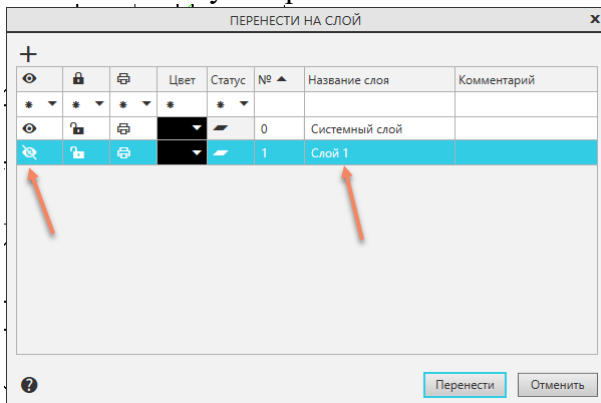 ПЕРЕНЕСТИ НА СЛОЙ x
+
Цвет Статус № ▲ Название слоя Комментарий
* * * * *
0 Системный слой
1 Слой 1
? Перенести Отменить